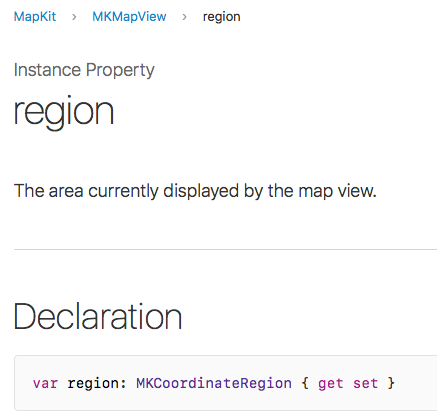 MapKit > MKMapView > region
Instance Property
region
The area currently displayed by the map view.
Declaration
var region: MKCoordinateRegion { get set }